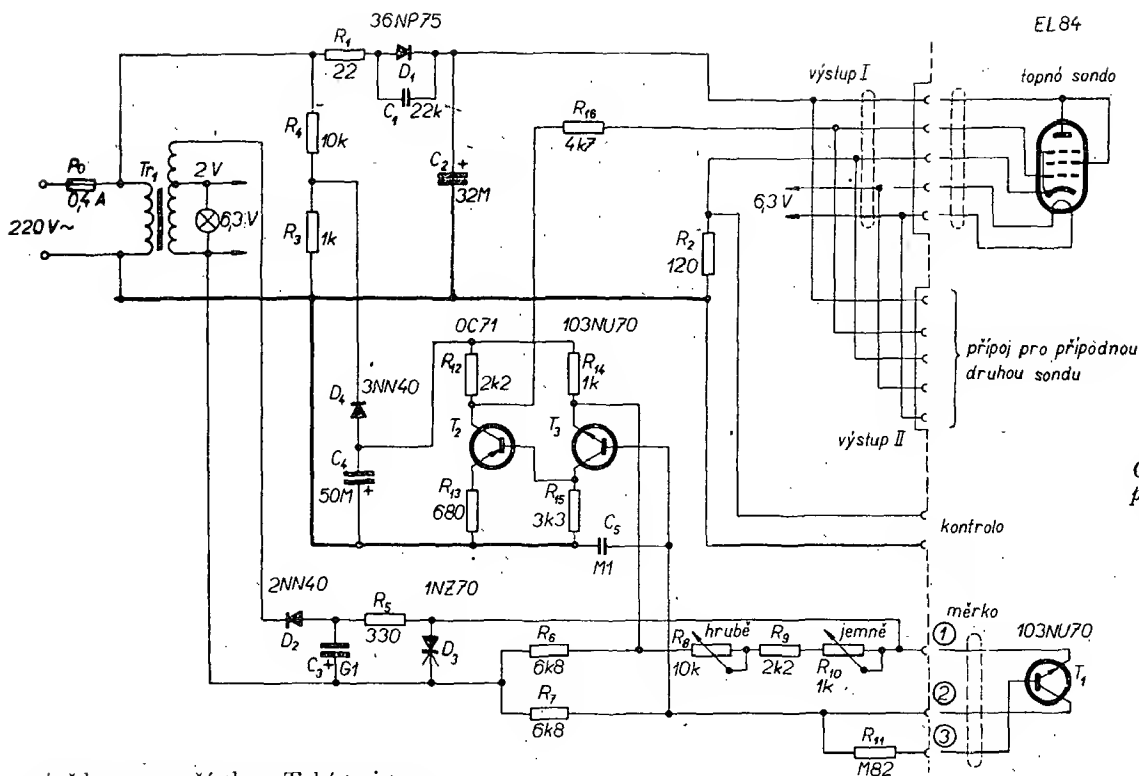 36NP75
EL84
R1
22
D1
C1
22k
výstup I
topná sonda
R4
10k
R16
4k7
Po
0,4 A
Tr1
2 V
6,3 V
C2
+
32M
220 V~
R3
1k
6,3 V
R2
120
OC71
103NU70
R12
2k2
R14
1k
přípoj pro případnou
druhou sondu
D4
3NN40
T2
T3
výstup II
C4
50M
+
R13
680
R15
3k3
C5
M1
kontrola
2NN40
1NZ70
měrka
D2
R5
330
D3
C3
+
G1
R6
6k8
R8
hrubě
10k
R9
2k2
jemně
R10
1k
1
103NU70
T1
R7
6k8
2
R11
M82
3